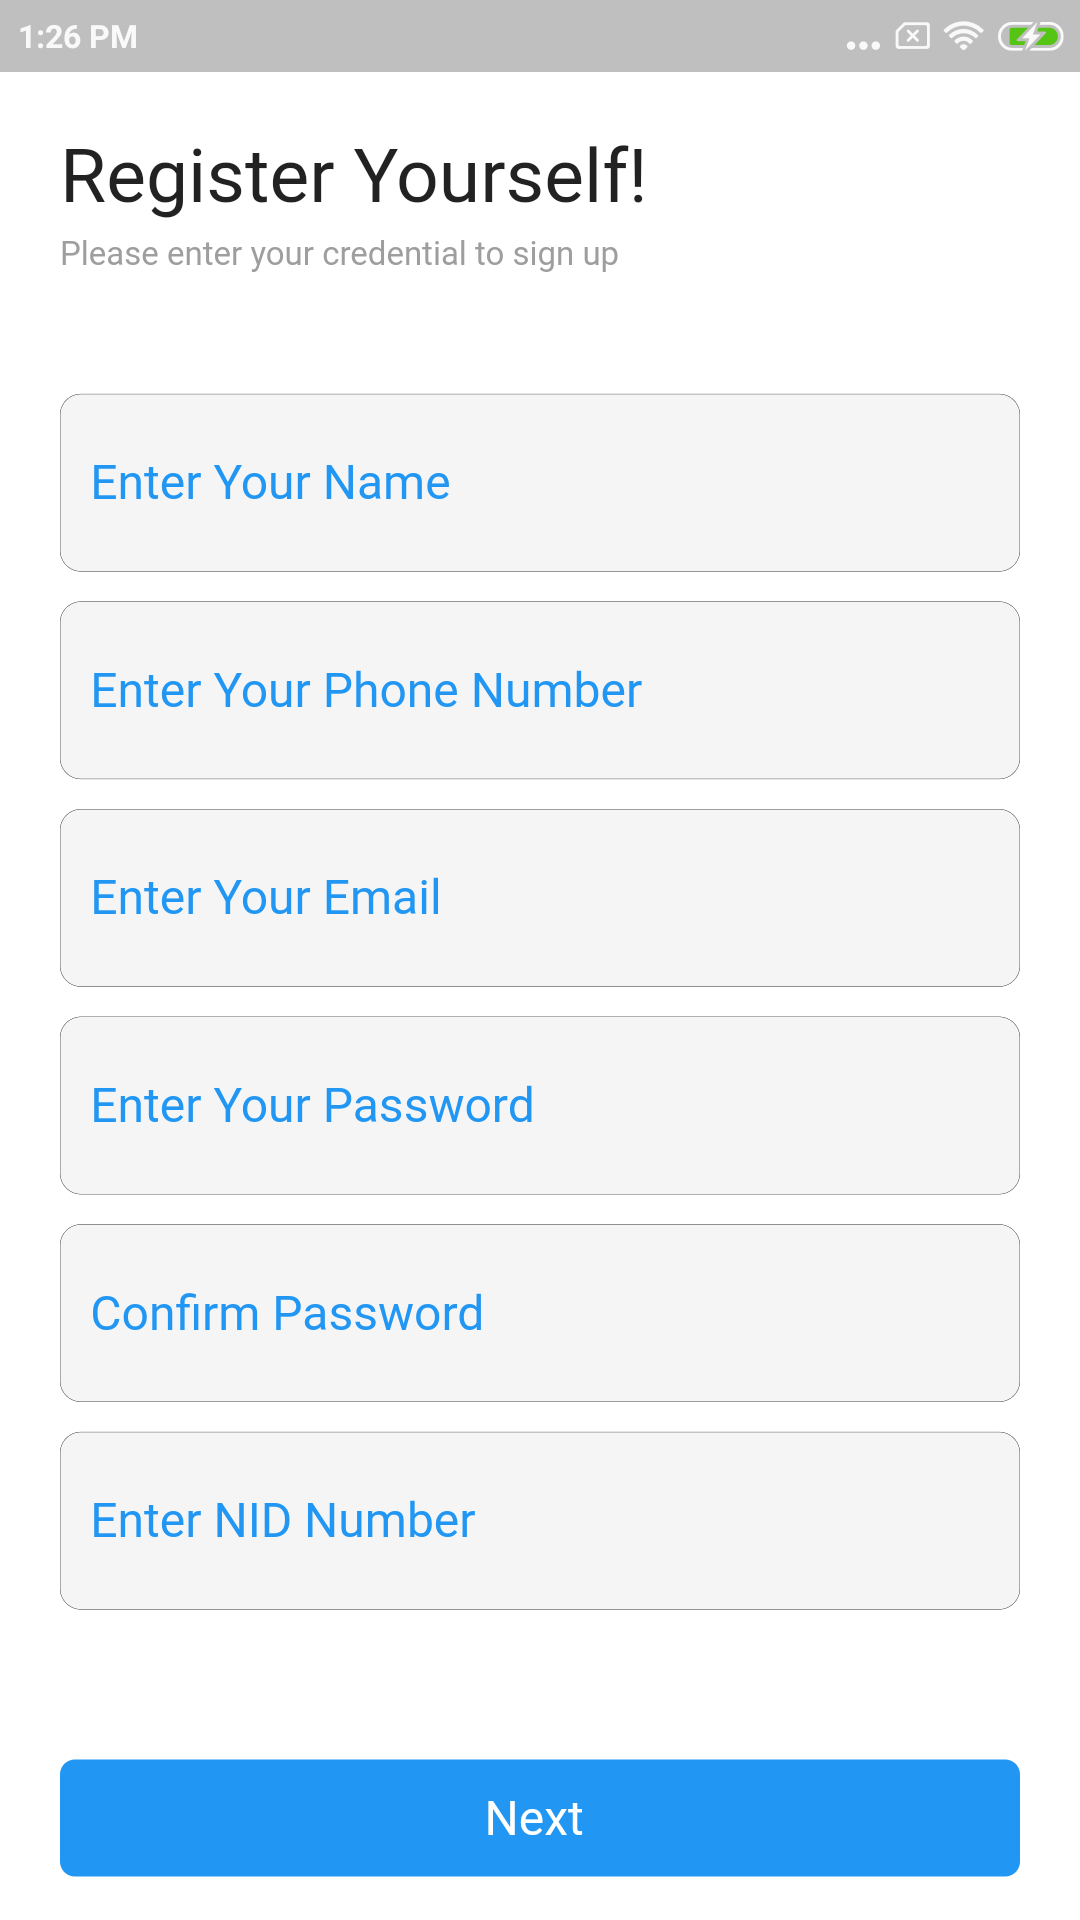 1:26 PM
Register Yourself!
Please enter your credential to sign up
Enter Your Name
Enter Your Phone Number
Enter Your Email
Enter Your Password
Confirm Password
Enter NID Number
Next